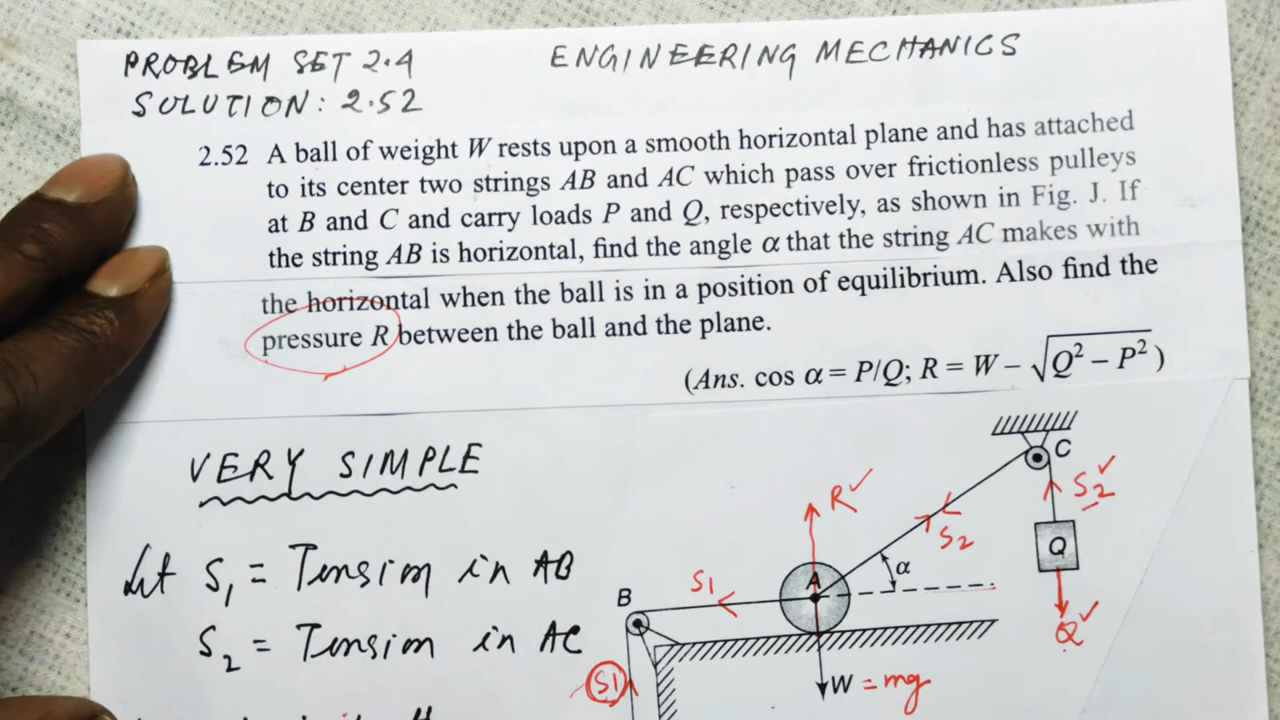 PROBLEM SET 2.4
ENGINEERING MECHANICS
SOLUTION: 2.52
2.52 A ball of weight W rests upon a smooth horizontal plane and has attached
to its center two strings AB and AC which pass over frictionless pulleys
at B and C and carry loads P and Q, respectively, as shown in Fig. J. If
the string AB is horizontal, find the angle α that the string AC makes with
the horizontal when the ball is in a position of equilibrium. Also find the
pressure R between the ball and the plane.
(Ans. cos α = P/Q; R = W – √Q² – P² )
VERY SIMPLE
Let S₁ = Tension in AB
S₂ = Tension in AC
C
R✓
S₂✓
S₂
Q
α
A
S1
B
Q✓
S1
W = mg